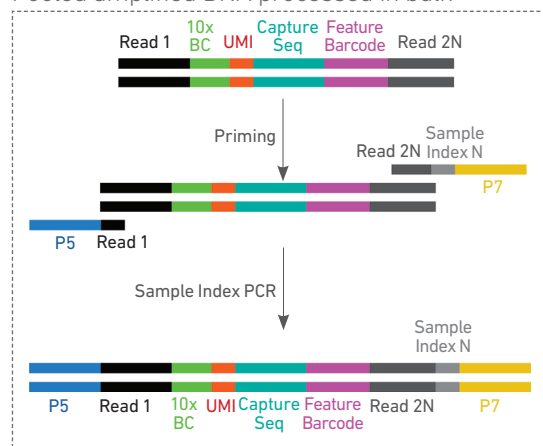 Pooled amplified DNA processed in bulk
Read 1
10x
BC
UMI
Capture
Seq
Feature
Barcode
Read 2N
Priming
Sample
Index N
Read 2N
P7
P5
Read 1
Sample Index PCR
Sample
Index N
P5
Read 1
10x
BC
UMI
Capture
Seq
Feature
Barcode
Read 2N
P7